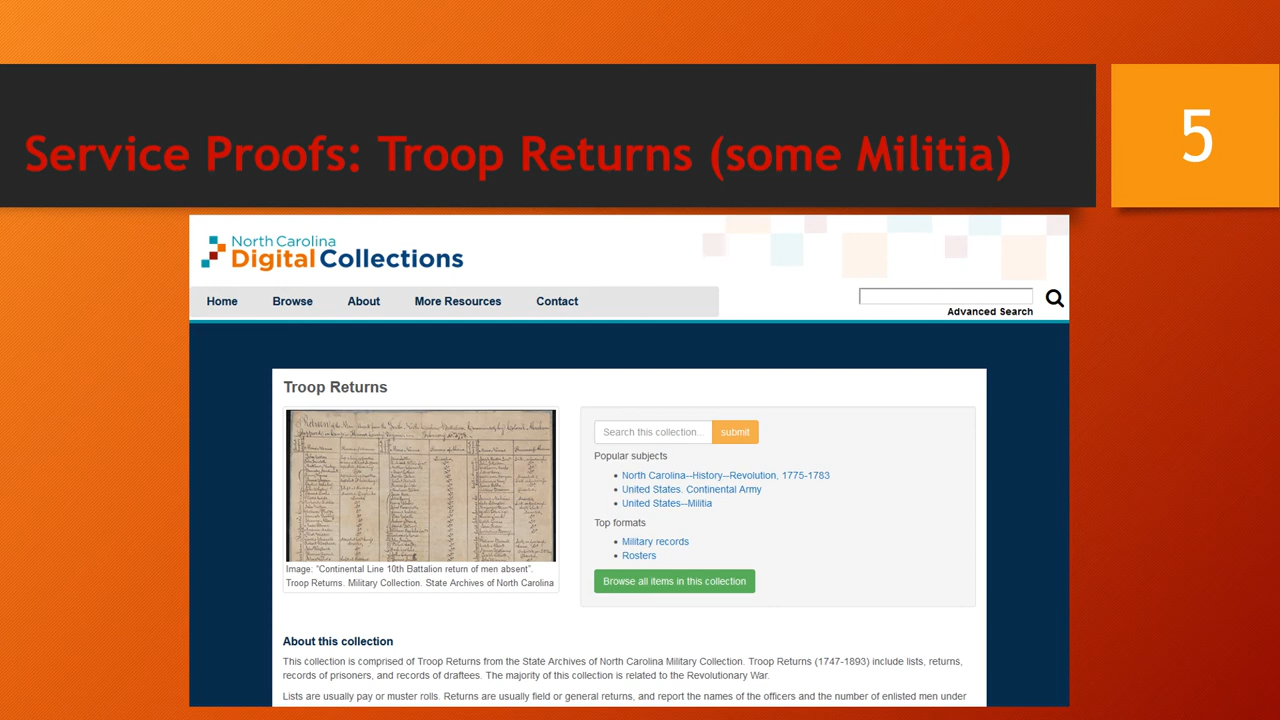 Service Proofs: Troop Returns (some Militia)
5
North Carolina
Digital Collections
Home Browse About More Resources Contact
Advanced Search
Troop Returns
Search this collection... submit
Popular subjects
North Carolina--History--Revolution, 1775-1783
United States. Continental Army
United States--Militia
Top formats
Military records
Rosters
Browse all items in this collection
Image: “Continental Line 10th Battalion return of men absent”.
Troop Returns. Military Collection. State Archives of North Carolina
About this collection
This collection is comprised of Troop Returns from the State Archives of North Carolina Military Collection. Troop Returns (1747-1893) include lists, returns,
records of prisoners, and records of draftees. The majority of this collection is related to the Revolutionary War.
Lists are usually pay or muster rolls. Returns are usually field or general returns, and report the names of the officers and the number of enlisted men under